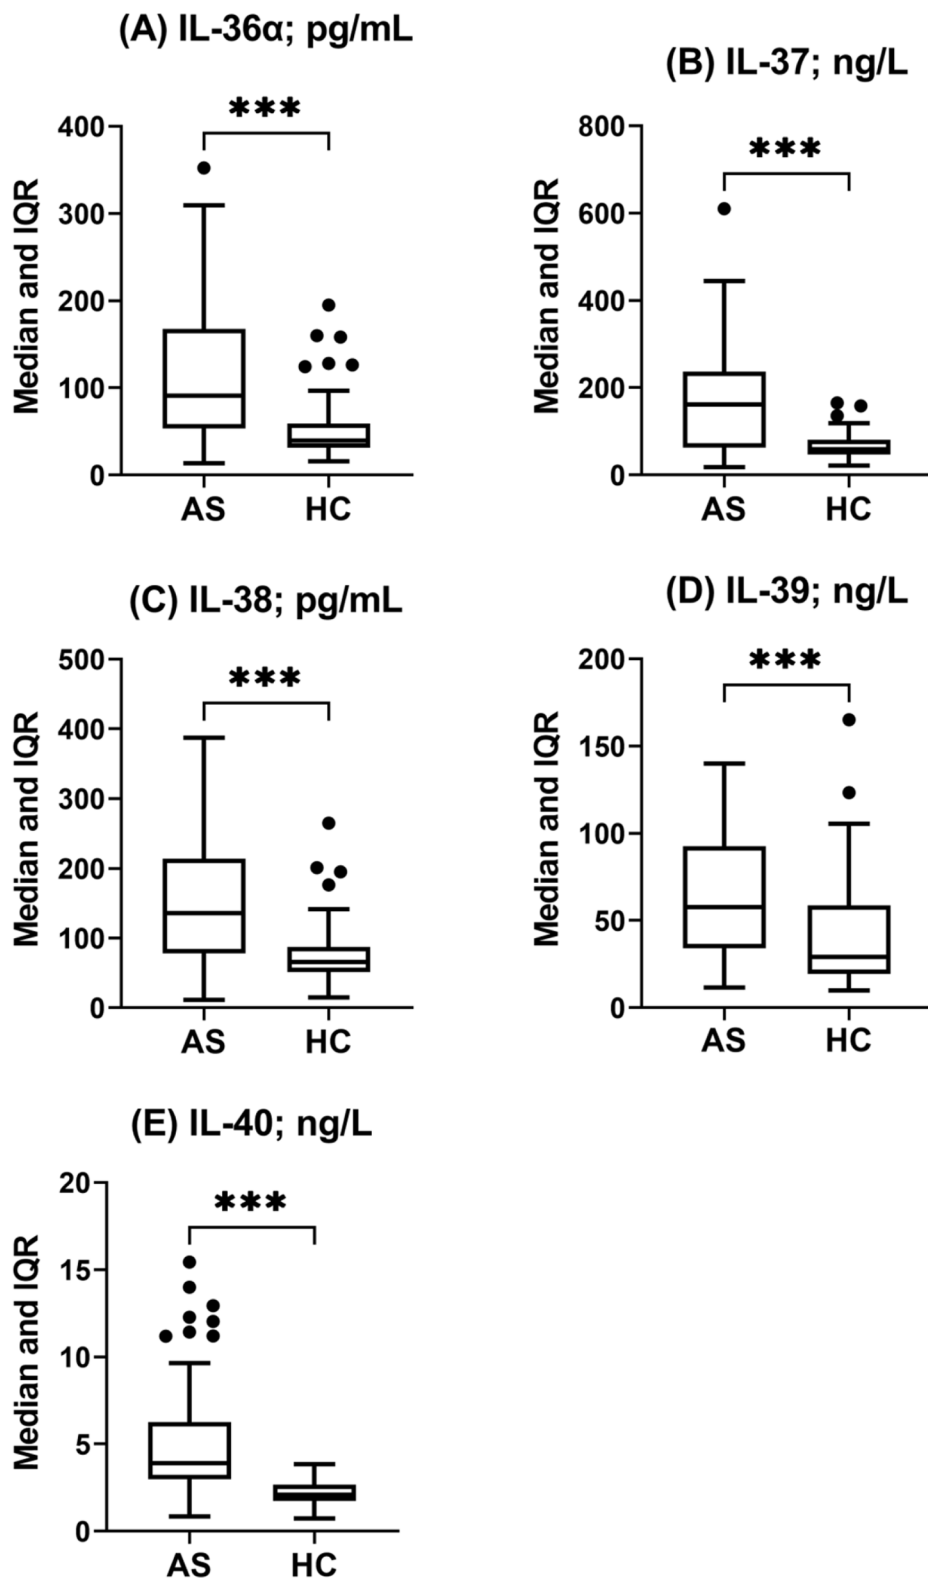 (A) IL-36α; pg/mL
Median and IQR
400
300
200
100
0
***
AS HC
(B) IL-37; ng/L
Median and IQR
800
600
400
200
0
***
AS HC
(C) IL-38; pg/mL
Median and IQR
500
400
300
200
100
0
***
AS HC
(D) IL-39; ng/L
Median and IQR
200
150
100
50
0
***
AS HC
(E) IL-40; ng/L
Median and IQR
20
15
10
5
0
***
AS HC